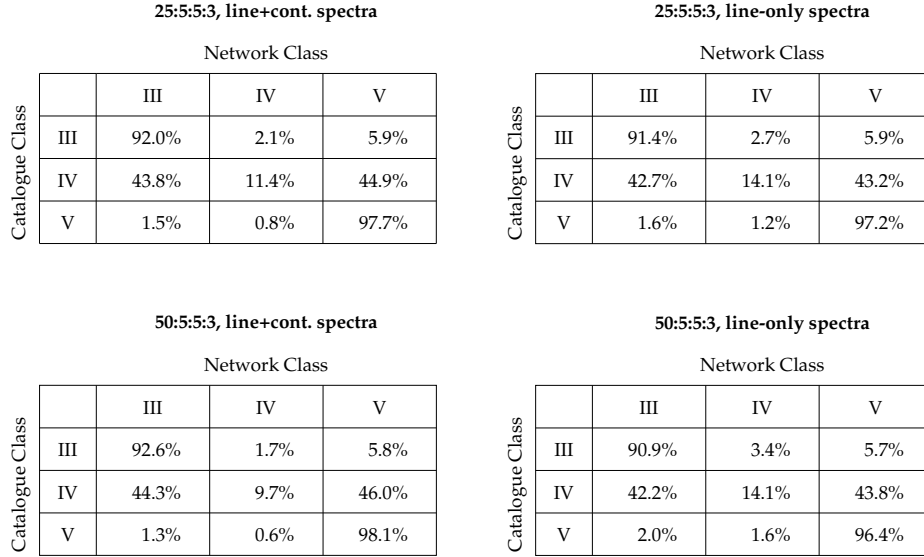 25:5:5:3, line+cont. spectra
Network Class
Catalogue Class
III IV V
III 92.0% 2.1% 5.9%
IV 43.8% 11.4% 44.9%
V 1.5% 0.8% 97.7%
25:5:5:3, line-only spectra
Network Class
Catalogue Class
III IV V
III 91.4% 2.7% 5.9%
IV 42.7% 14.1% 43.2%
V 1.6% 1.2% 97.2%
50:5:5:3, line+cont. spectra
Network Class
Catalogue Class
III IV V
III 92.6% 1.7% 5.8%
IV 44.3% 9.7% 46.0%
V 1.3% 0.6% 98.1%
50:5:5:3, line-only spectra
Network Class
Catalogue Class
III IV V
III 90.9% 3.4% 5.7%
IV 42.2% 14.1% 43.8%
V 2.0% 1.6% 96.4%